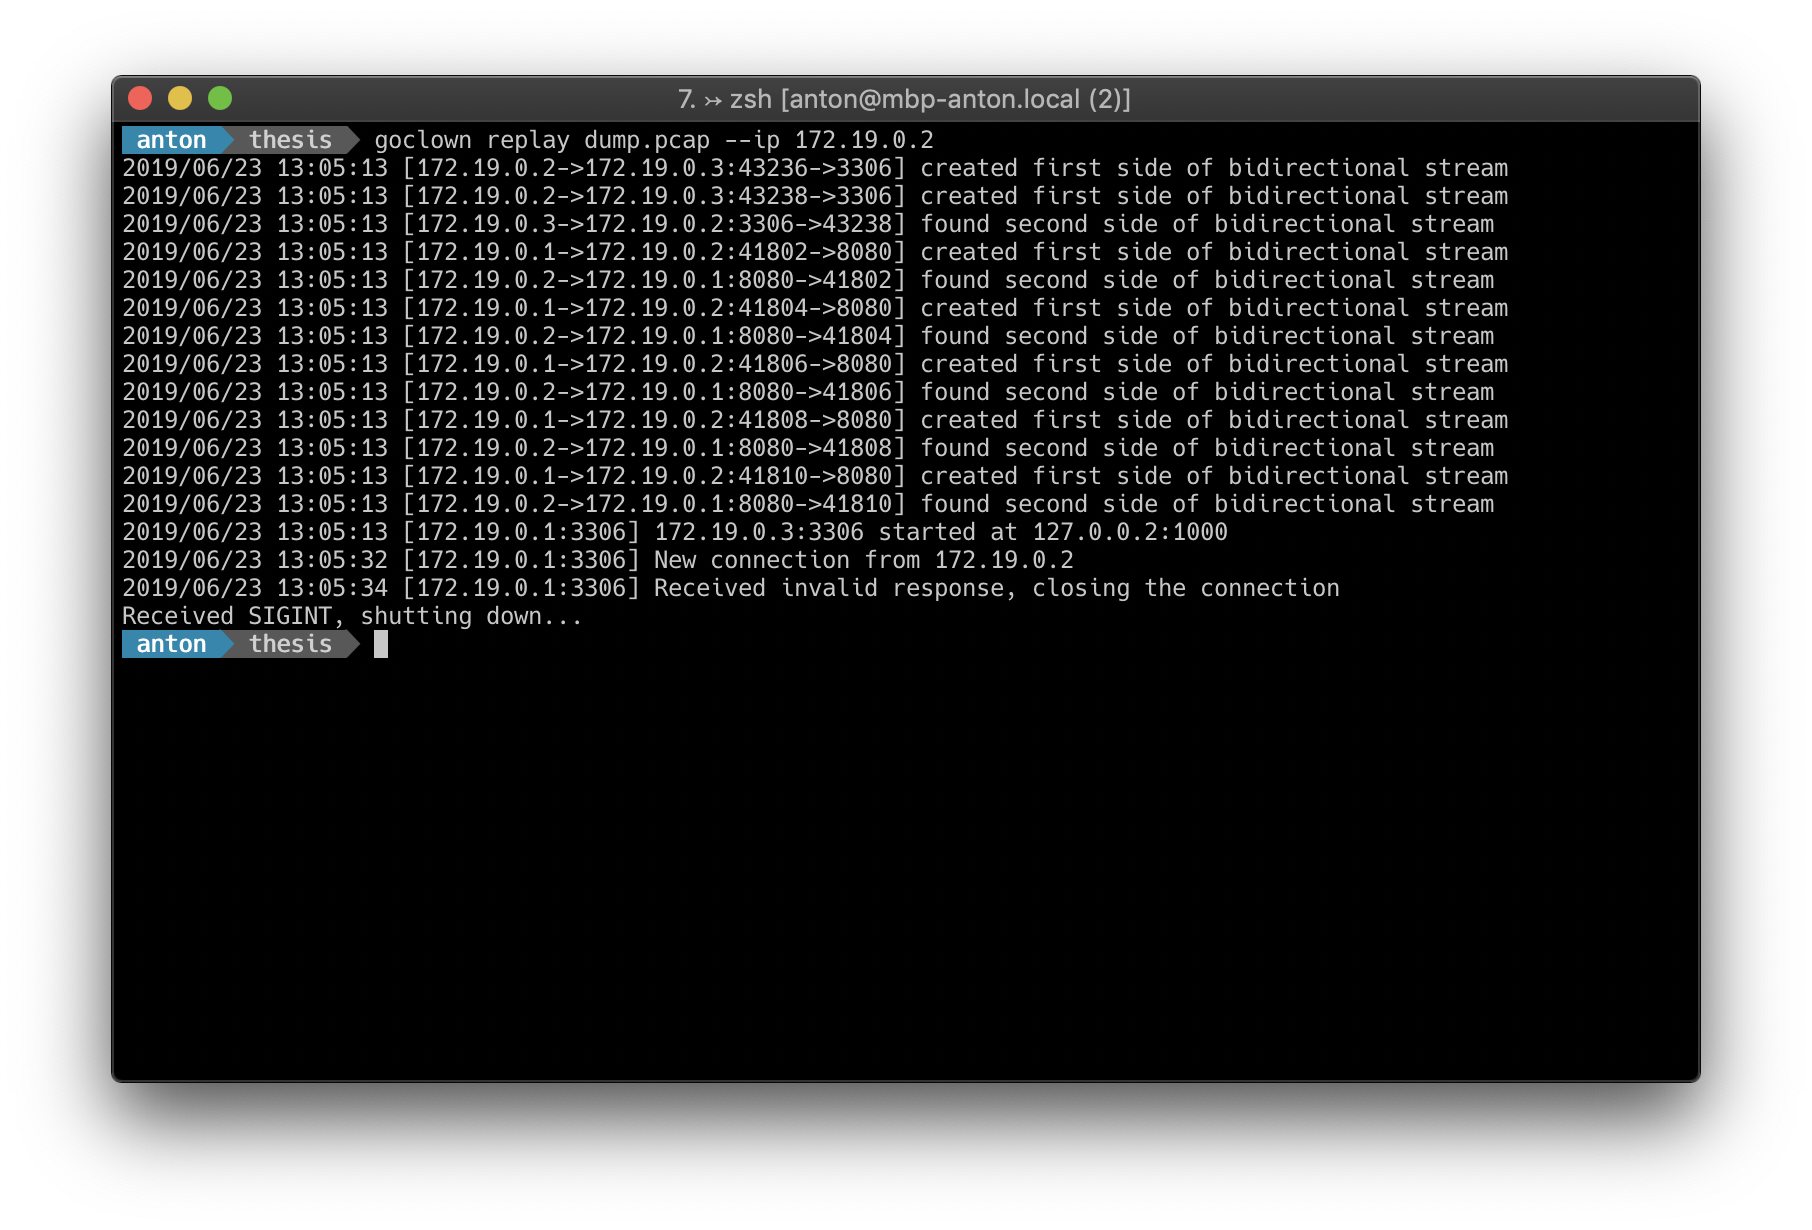 7. ↣ zsh [anton@mbp-anton.local (2)]
anton thesis goclown replay dump.pcap --ip 172.19.0.2
2019/06/23 13:05:13 [172.19.0.2->172.19.0.3:43236->3306] created first side of bidirectional stream
2019/06/23 13:05:13 [172.19.0.2->172.19.0.3:43238->3306] created first side of bidirectional stream
2019/06/23 13:05:13 [172.19.0.3->172.19.0.2:3306->43238] found second side of bidirectional stream
2019/06/23 13:05:13 [172.19.0.1->172.19.0.2:41802->8080] created first side of bidirectional stream
2019/06/23 13:05:13 [172.19.0.2->172.19.0.1:8080->41802] found second side of bidirectional stream
2019/06/23 13:05:13 [172.19.0.1->172.19.0.2:41804->8080] created first side of bidirectional stream
2019/06/23 13:05:13 [172.19.0.2->172.19.0.1:8080->41804] found second side of bidirectional stream
2019/06/23 13:05:13 [172.19.0.1->172.19.0.2:41806->8080] created first side of bidirectional stream
2019/06/23 13:05:13 [172.19.0.2->172.19.0.1:8080->41806] found second side of bidirectional stream
2019/06/23 13:05:13 [172.19.0.1->172.19.0.2:41808->8080] created first side of bidirectional stream
2019/06/23 13:05:13 [172.19.0.2->172.19.0.1:8080->41808] found second side of bidirectional stream
2019/06/23 13:05:13 [172.19.0.1->172.19.0.2:41810->8080] created first side of bidirectional stream
2019/06/23 13:05:13 [172.19.0.2->172.19.0.1:8080->41810] found second side of bidirectional stream
2019/06/23 13:05:13 [172.19.0.1:3306] 172.19.0.3:3306 started at 127.0.0.2:1000
2019/06/23 13:05:32 [172.19.0.1:3306] New connection from 172.19.0.2
2019/06/23 13:05:34 [172.19.0.1:3306] Received invalid response, closing the connection
Received SIGINT, shutting down...
anton thesis